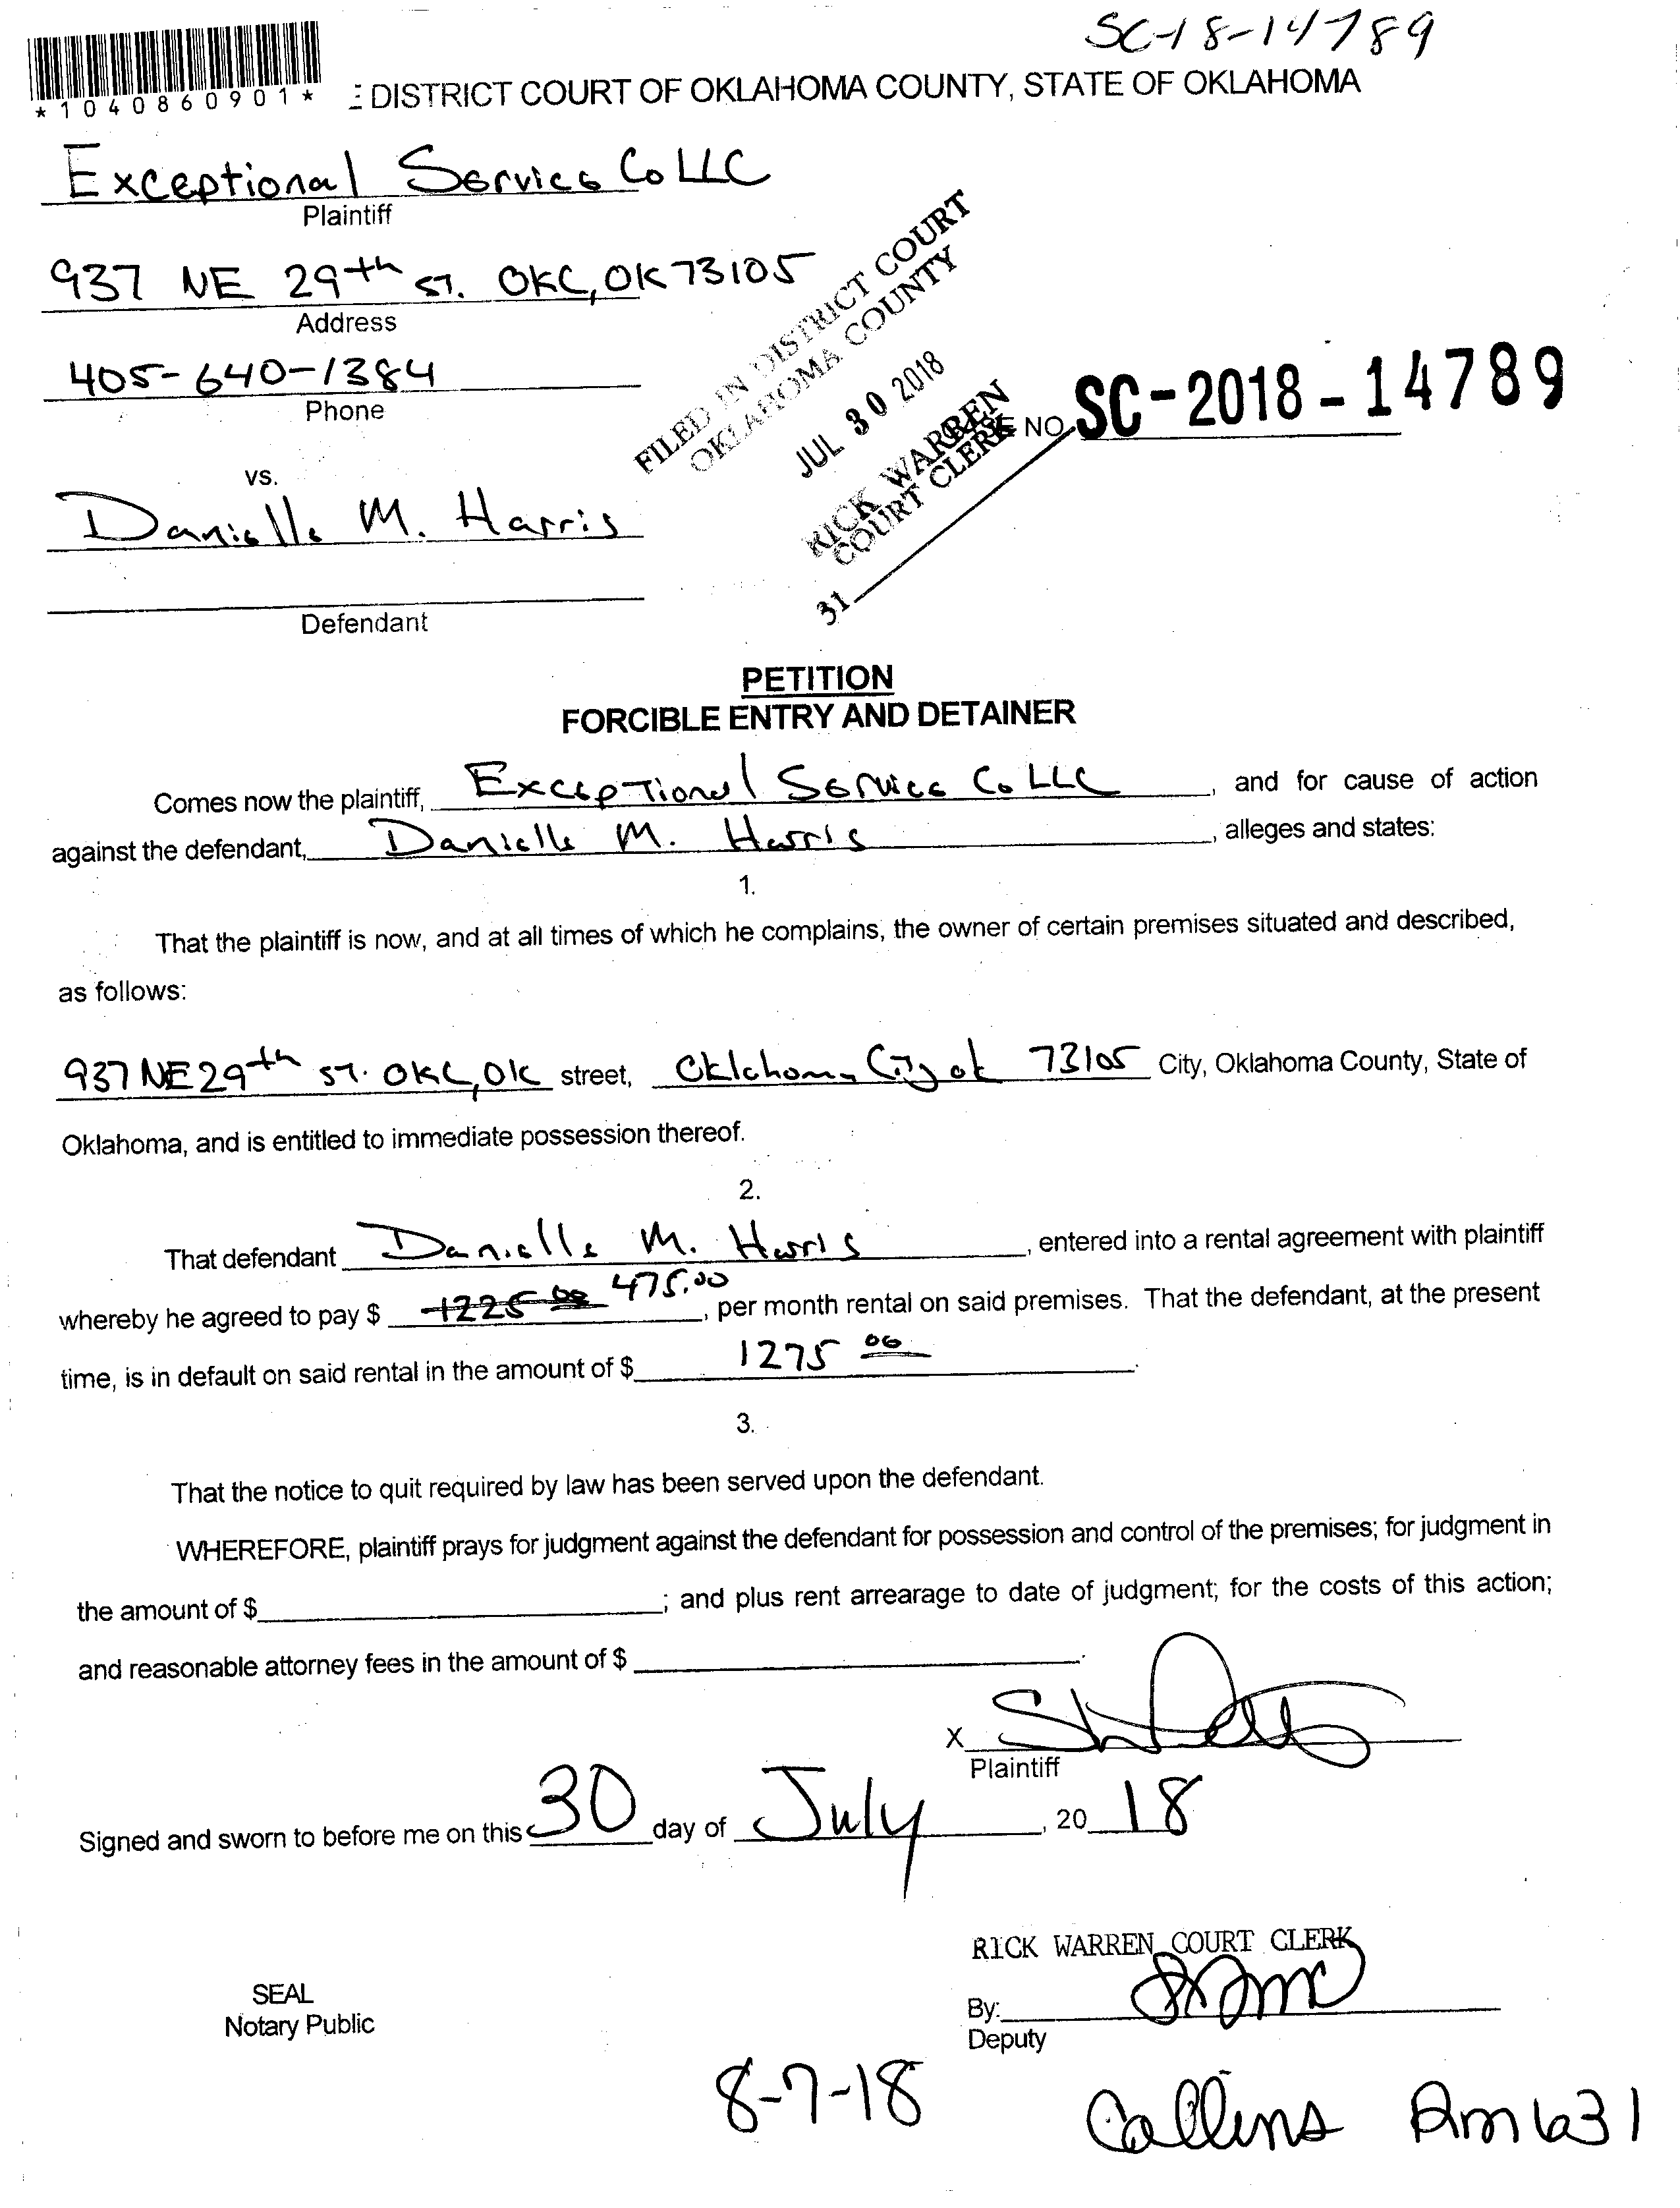 SC-18-14789
*1040860901*
DISTRICT COURT OF OKLAHOMA COUNTY, STATE OF OKLAHOMA
Exceptional Service Co LLC
Plaintiff
937 NE 29th ST. OKC, OK 73105
Address
405-640-1384
Phone
FILED IN DISTRICT COURT
OKLAHOMA COUNTY
JUL 30 2018
RICK WARREN
COURT CLERK
31
NO. SC-2018-14789
vs.
Danielle M. Harris
Defendant
PETITION
FORCIBLE ENTRY AND DETAINER
Comes now the plaintiff, Exceptional Service Co LLC, and for cause of action
against the defendant, Danielle M. Harris, alleges and states:
1.
That the plaintiff is now, and at all times of which he complains, the owner of certain premises situated and described,
as follows:
937 NE 29th ST. OKC, OK street, Oklahoma City ok 73105 City, Oklahoma County, State of
Oklahoma, and is entitled to immediate possession thereof.
2.
That defendant Danielle M. Harris, entered into a rental agreement with plaintiff
whereby he agreed to pay $ 1225 00 475.00, per month rental on said premises. That the defendant, at the present
time, is in default on said rental in the amount of $ 1275 00.
3.
That the notice to quit required by law has been served upon the defendant.
WHEREFORE, plaintiff prays for judgment against the defendant for possession and control of the premises; for judgment in
the amount of $ ; and plus rent arrearage to date of judgment; for the costs of this action;
and reasonable attorney fees in the amount of $ .
X
Plaintiff
Signed and sworn to before me on this 30 day of July, 20 18
RICK WARREN COURT CLERK
SEAL
Notary Public
By:
Deputy
8-7-18
Collins Rm 631